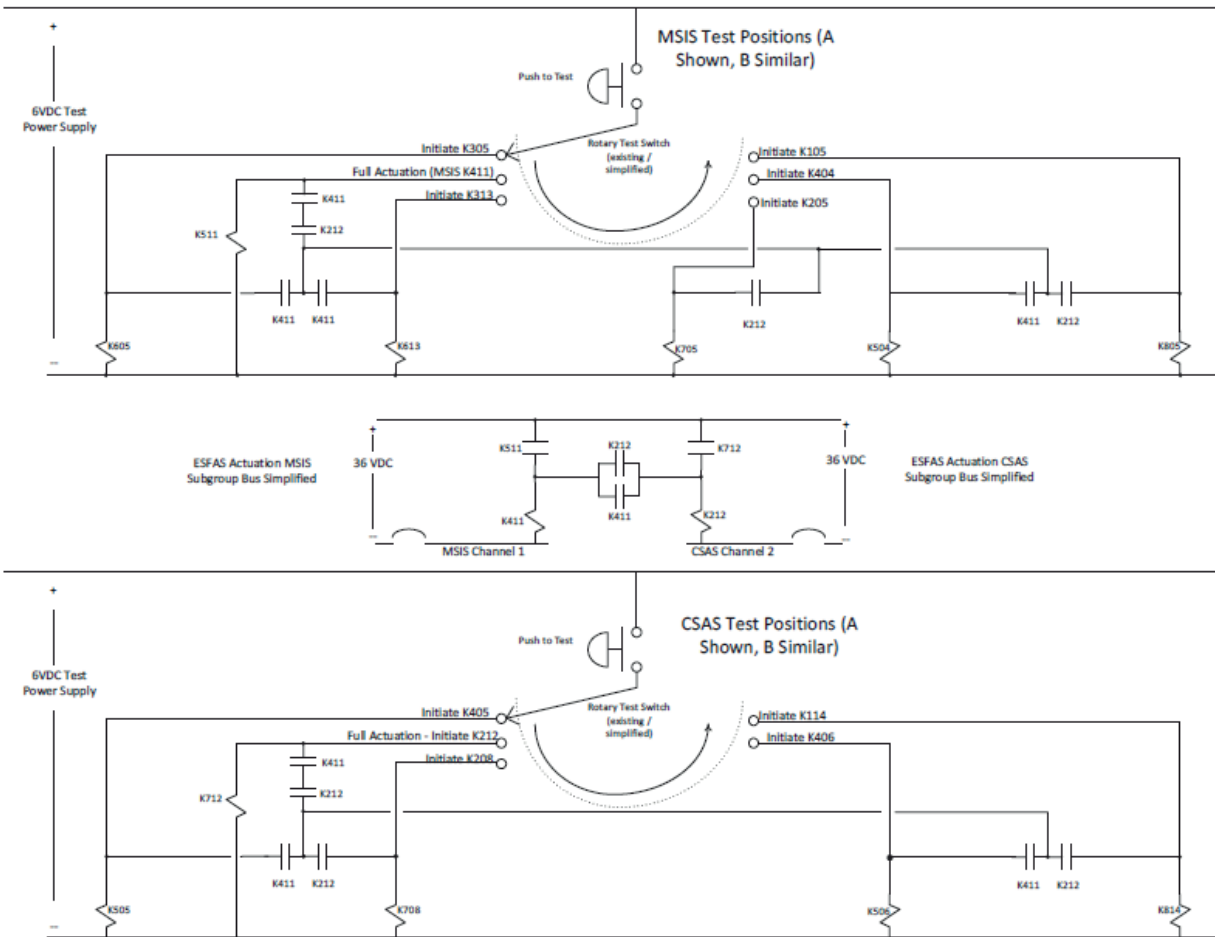 +
MSIS Test Positions (A
Shown, B Similar)
Push to Test
6VDC Test
Power Supply
Rotary Test Switch
(existing /
simplified)
Initiate K305
Full Actuation (MSIS K411)
Initiate K313
Initiate K105
Initiate K404
Initiate K205
K411
K212
K511
K411
K411
K212
K411
K212
--
K605
K613
K705
K504
K805
+
+
K511
K212
K712
ESFAS Actuation MSIS
Subgroup Bus Simplified
36 VDC
36 VDC
ESFAS Actuation CSAS
Subgroup Bus Simplified
K411
K411
K212
--
--
MSIS Channel 1
CSAS Channel 2
+
CSAS Test Positions (A
Shown, B Similar)
Push to Test
6VDC Test
Power Supply
Rotary Test Switch
(existing /
simplified)
Initiate K405
Full Actuation - Initiate K212
Initiate K208
Initiate K114
Initiate K406
K411
K212
K712
K411
K212
K411
K212
--
K505
K708
K506
K814